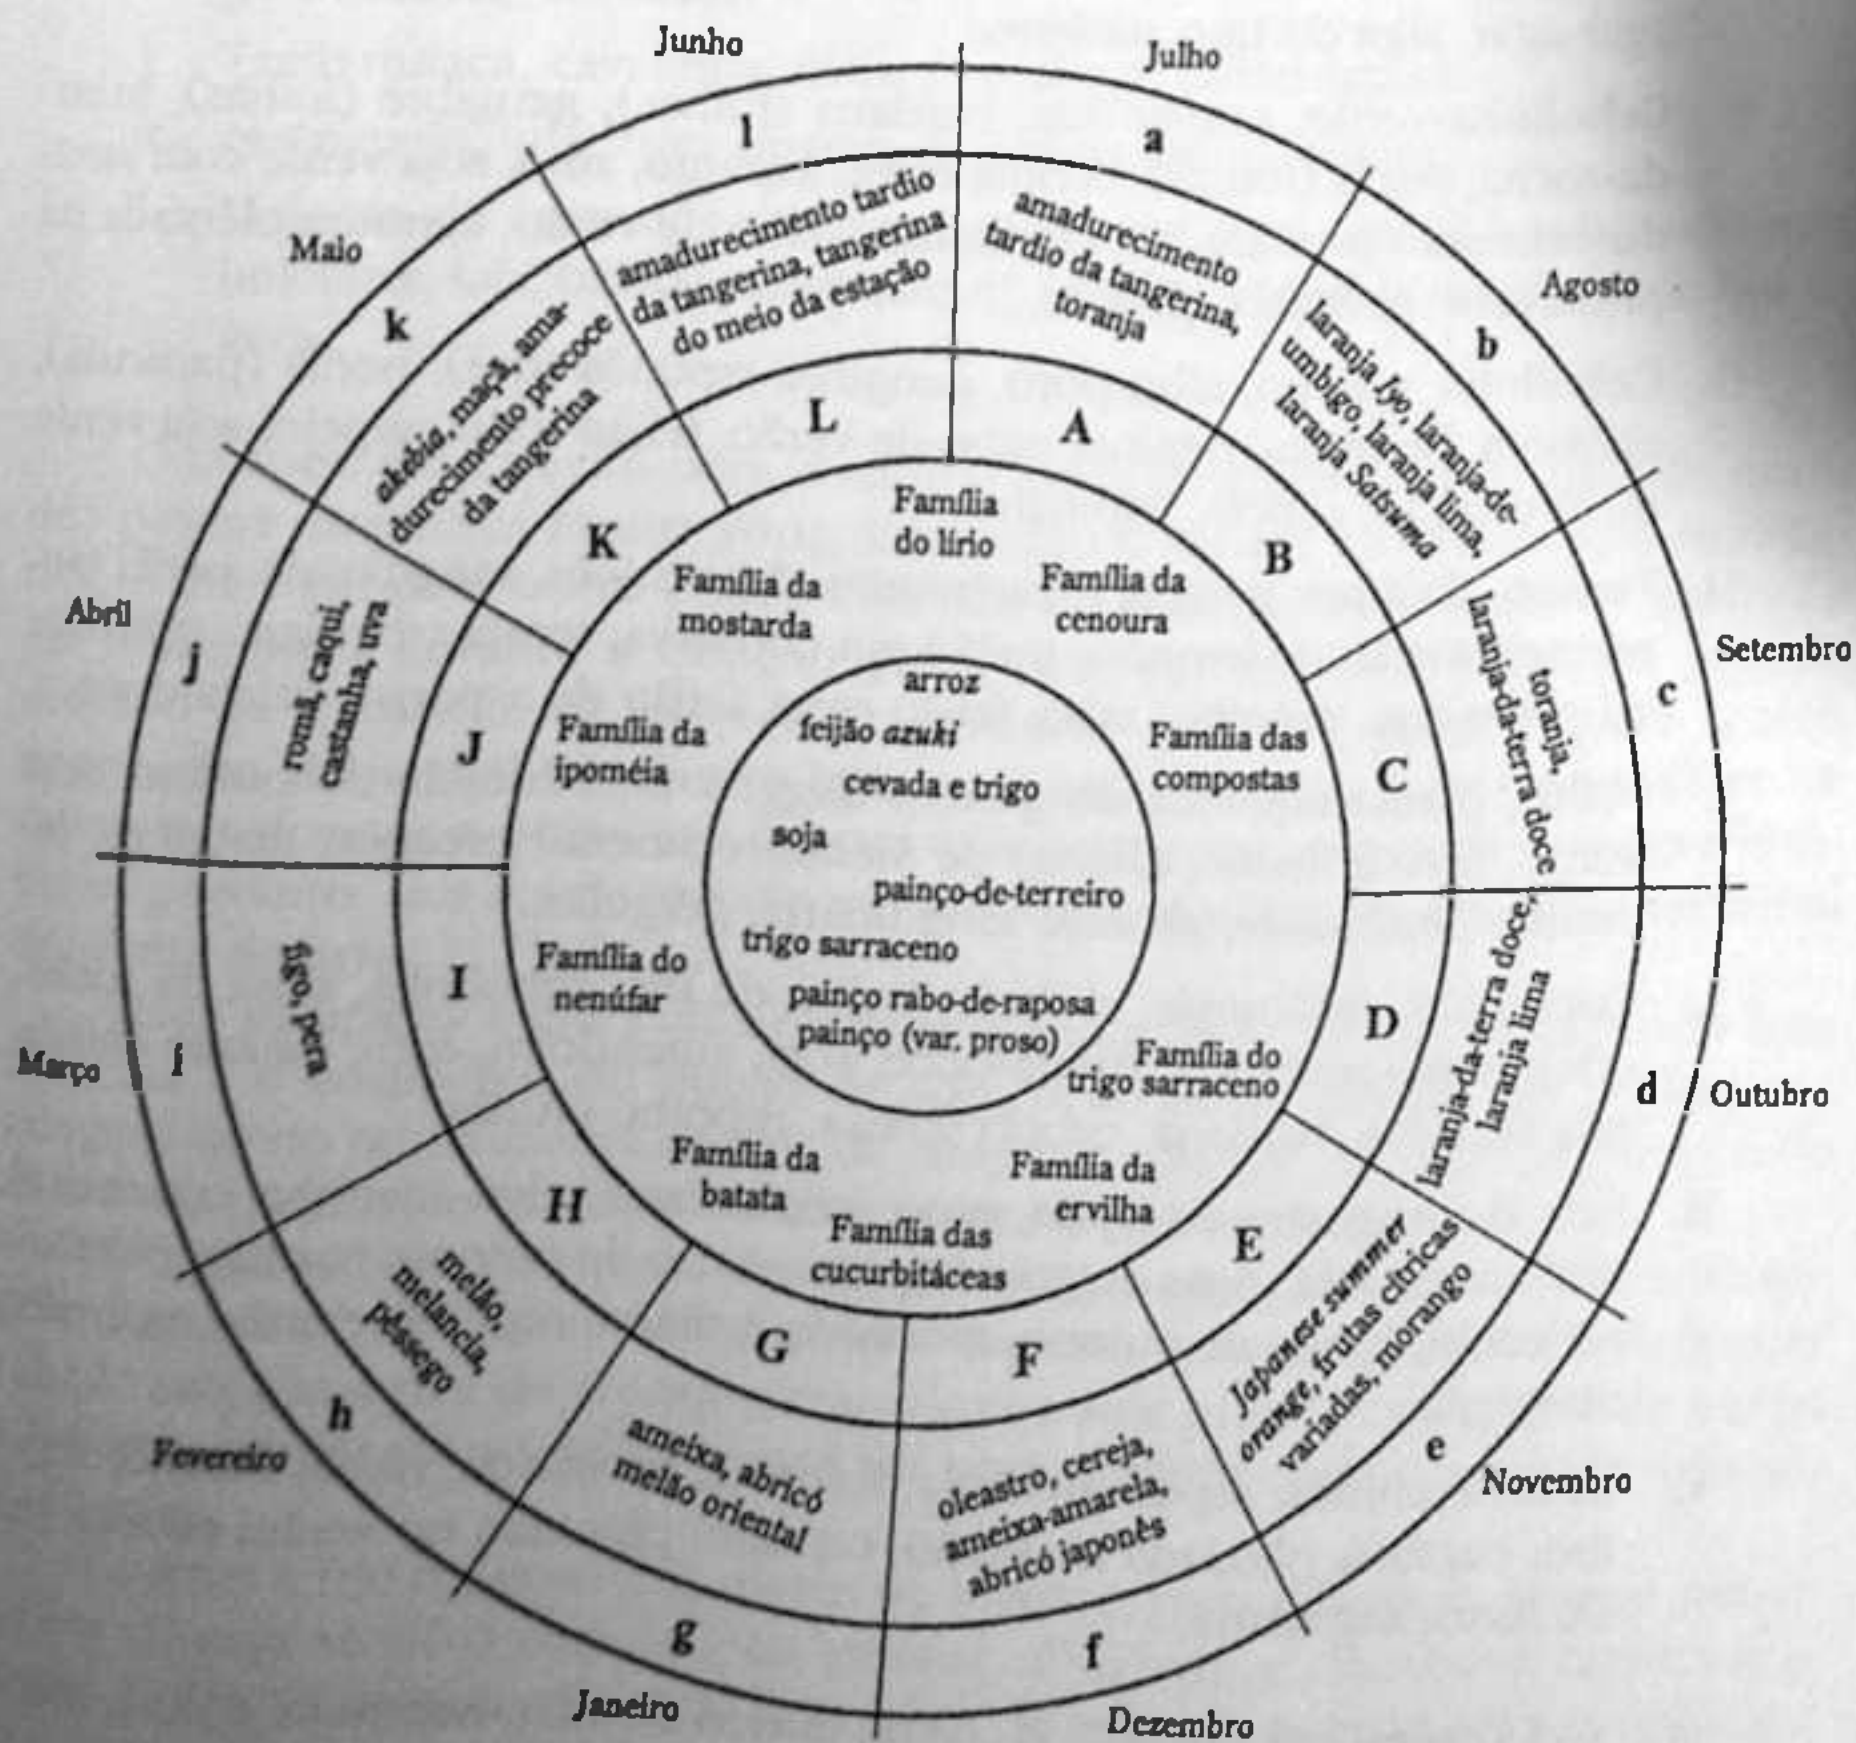 Junho
Julho
Agosto
Setembro
Outubro
Novembro
Dezembro
Janeiro
Fevereiro
Março
Abril
Maio
l
a
b
c
d
e
f
g
h
i
j
k
amadurecimento tardio
da tangerina, tangerina
do meio da estação
amadurecimento
tardio da tangerina,
toranja
laranja Iyo, laranja-de-
umbigo, laranja lima,
laranja Satsuma
toranja,
laranja-da-terra doce
laranja-da-terra doce,
laranja lima
Japanese summer
orange, frutas cítricas
variadas, morango
oleastro, cereja,
ameixa-amarela,
abricó japonês
ameixa, abricó
melão oriental
melão,
melancia,
pêssego
figo, pera
romã, caqui,
castanha, uva
akebia, maçã, ama-
durecimento precoce
da tangerina
L
A
B
C
D
E
F
G
H
I
J
K
Família
do lírio
Família da
cenoura
Família das
compostas
Família do
trigo sarraceno
Família da
ervilha
Família das
cucurbitáceas
Família da
batata
Família do
nenúfar
Família da
ipoméia
Família da
mostarda
arroz
feijão azuki
cevada e trigo
soja
painço-de-terreiro
trigo sarraceno
painço rabo-de-raposa
painço (var. proso)